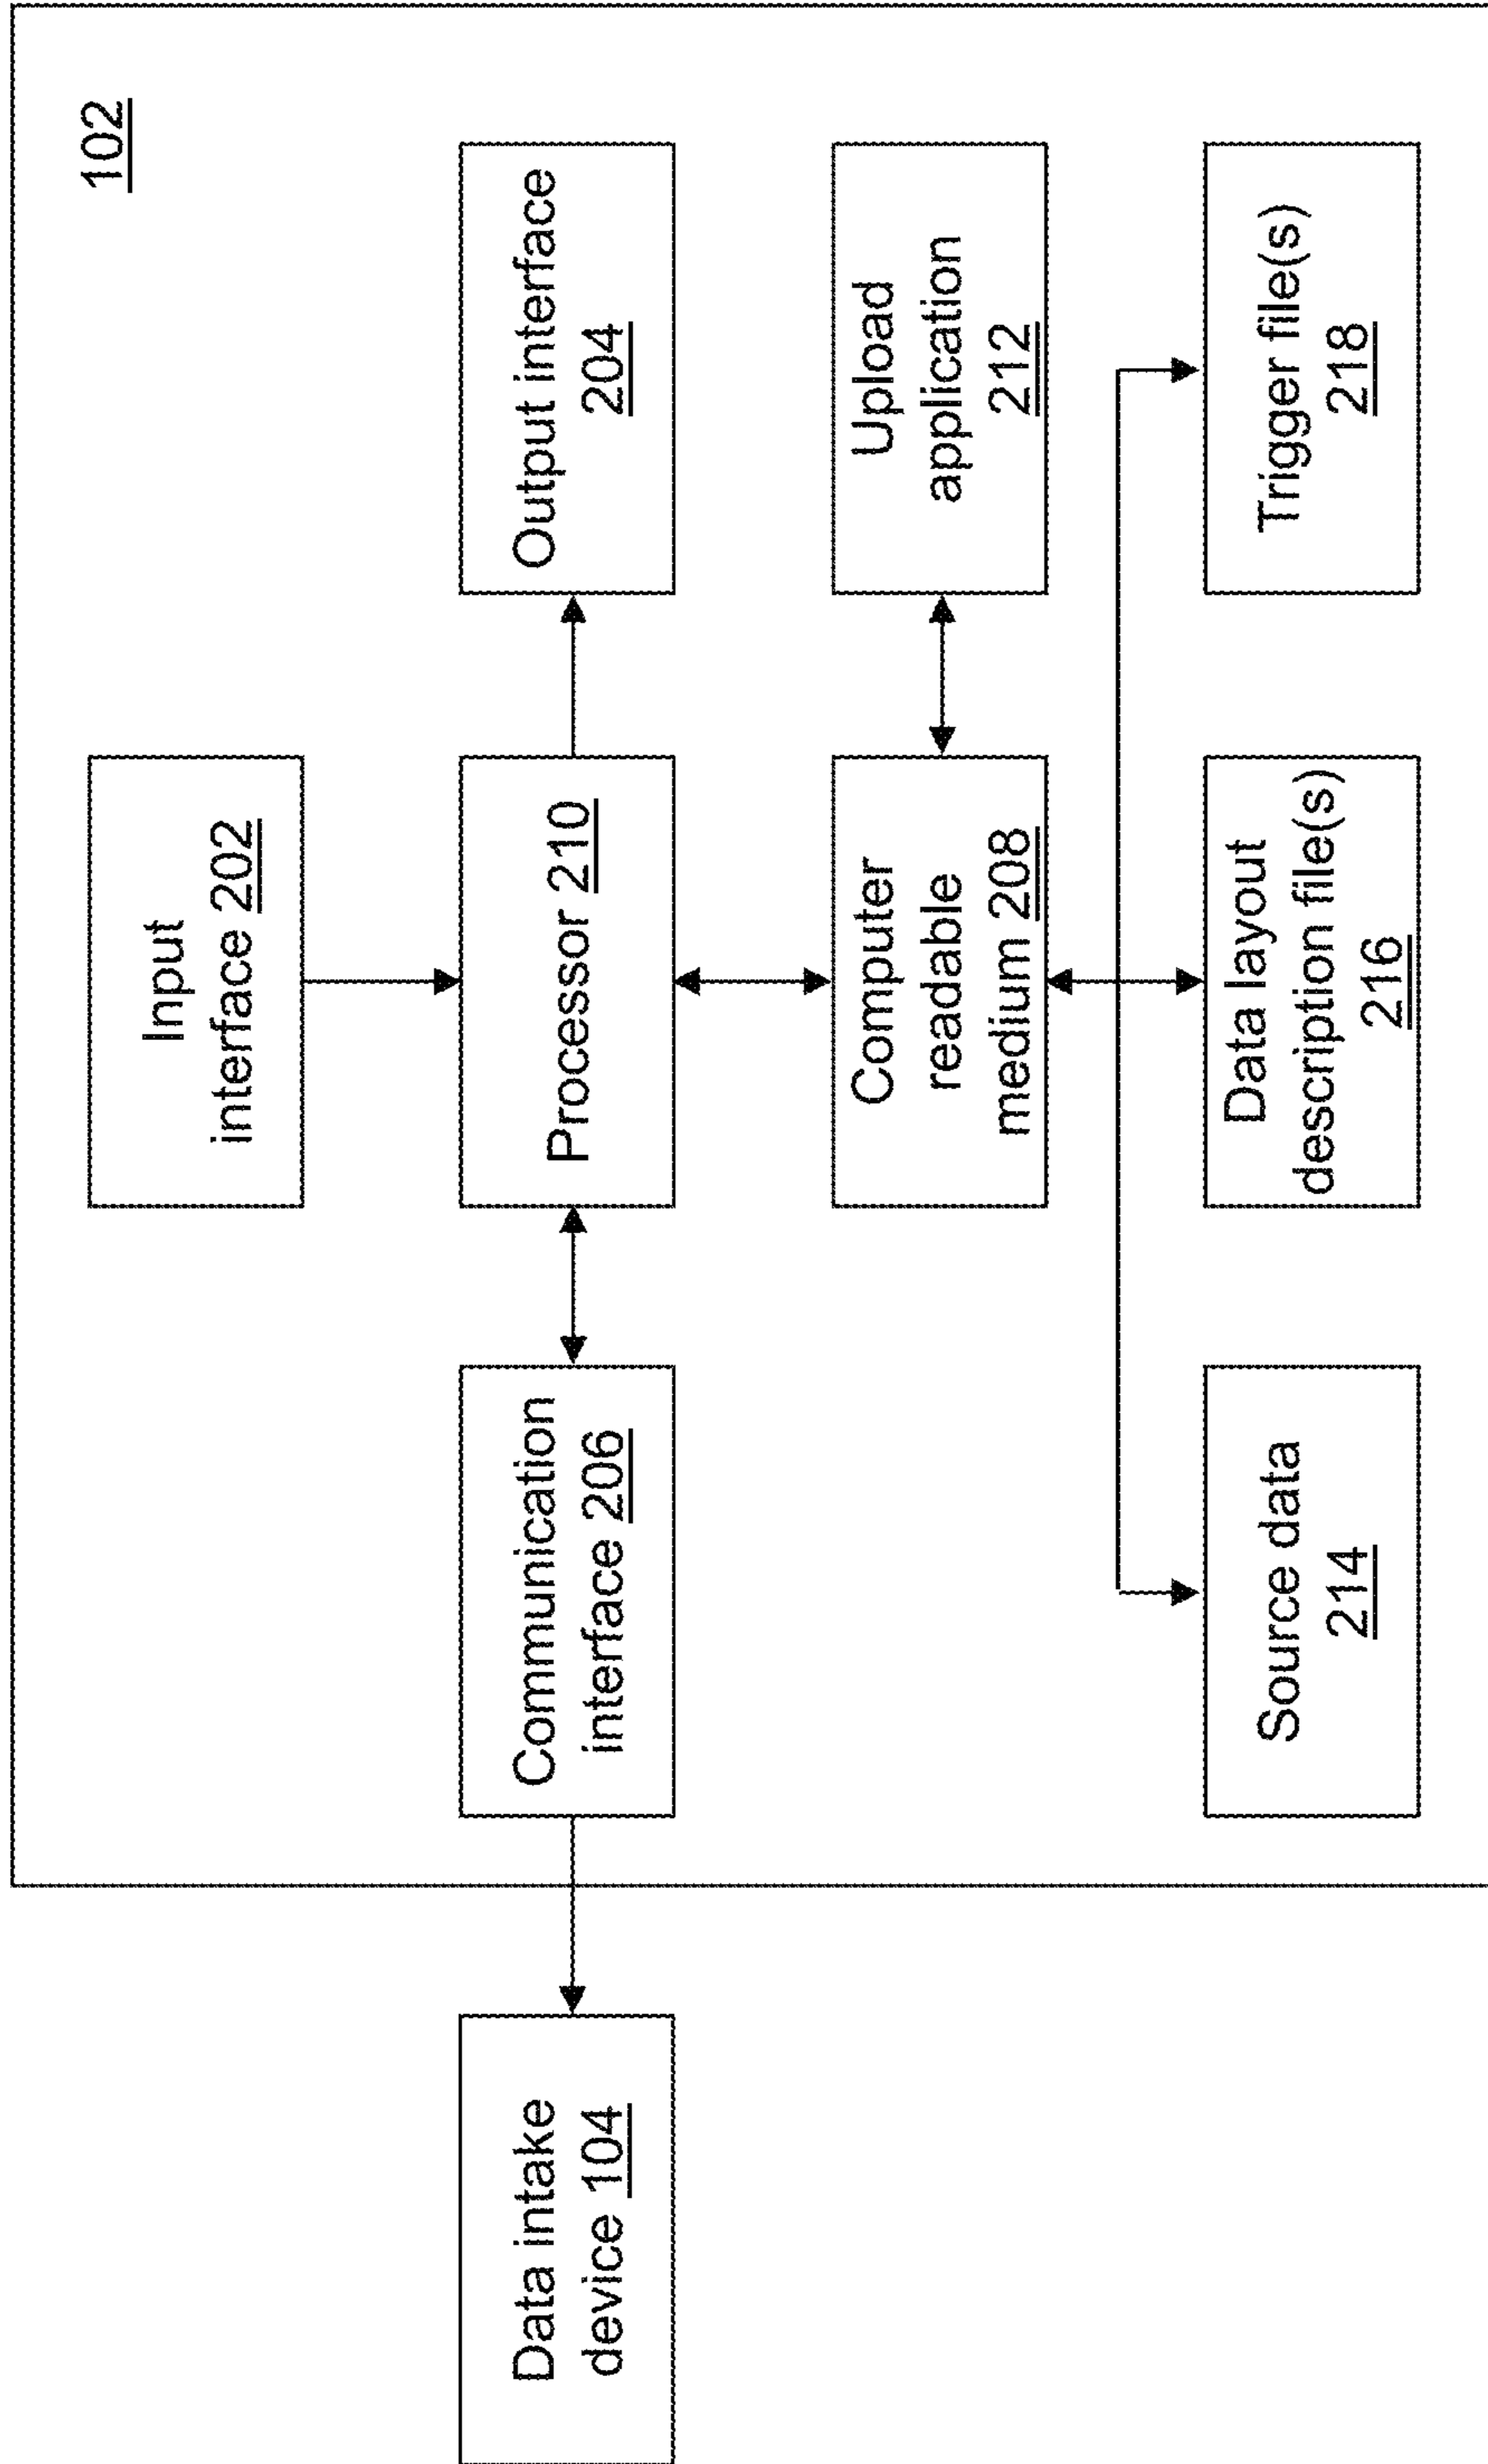 102
Input
interface 202
Processor 210
Output interface
204
Communication
interface 206
Data intake
device 104
Computer
readable
medium 208
Upload
application
212
Source data
214
Data layout
description file(s)
216
Trigger file(s)
218